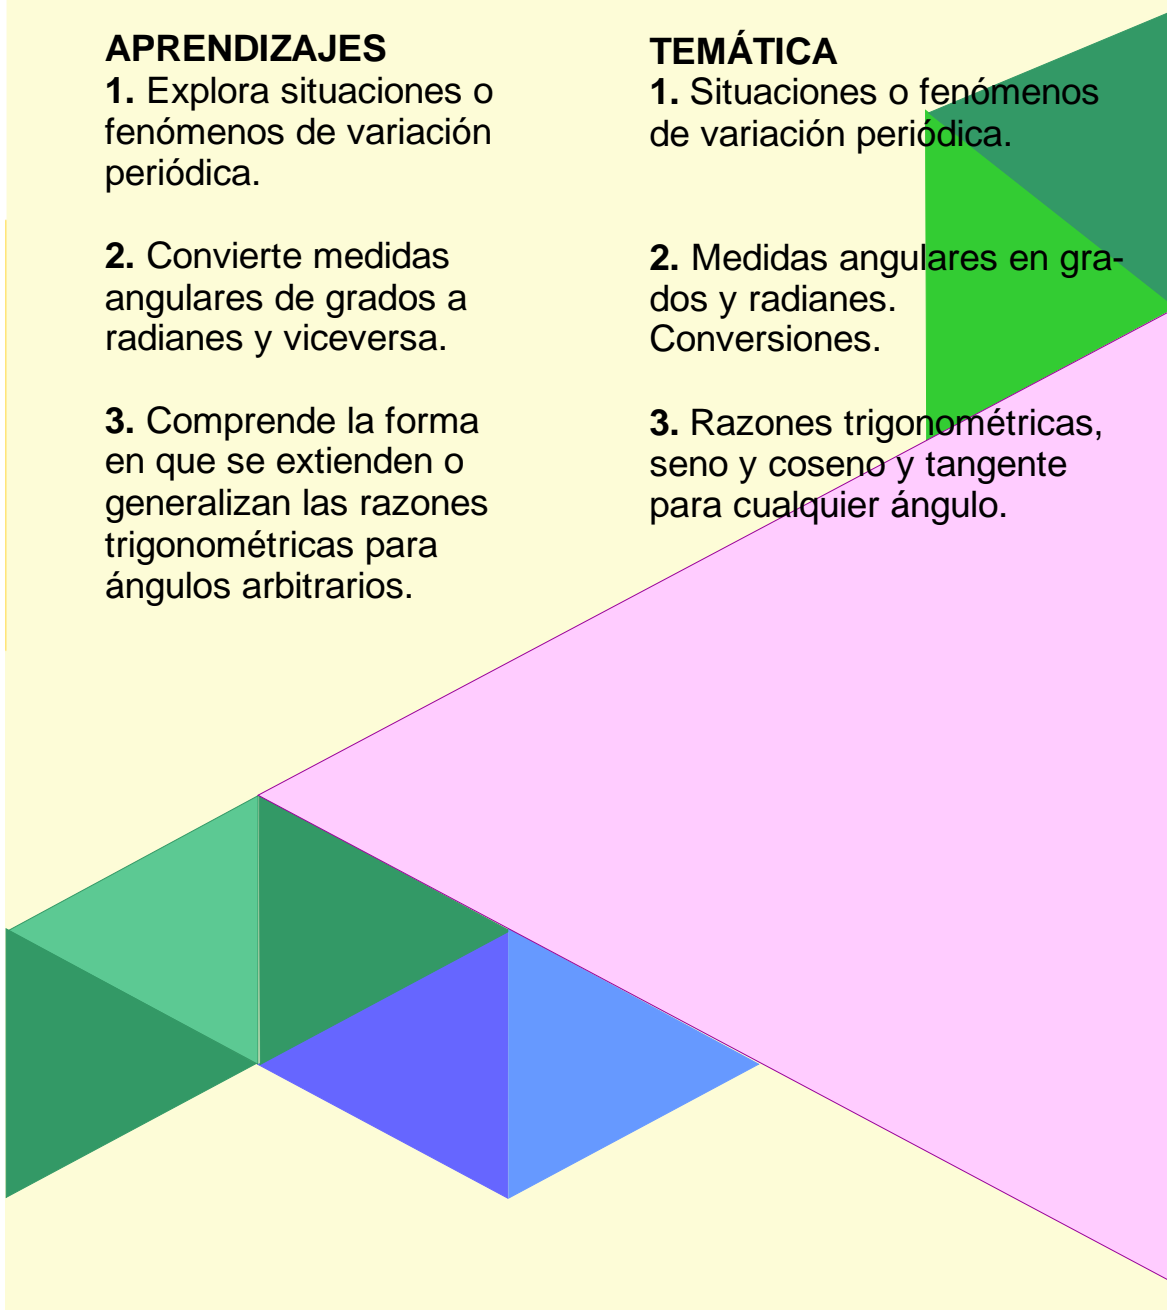 APRENDIZAJES
1. Explora situaciones o
fenómenos de variación
periódica.
2. Convierte medidas
angulares de grados a
radianes y viceversa.
3. Comprende la forma
en que se extienden o
generalizan las razones
trigonométricas para
ángulos arbitrarios.
TEMÁTICA
1. Situaciones o fenómenos
de variación periódica.
2. Medidas angulares en gra-
dos y radianes.
Conversiones.
3. Razones trigonométricas,
seno y coseno y tangente
para cualquier ángulo.